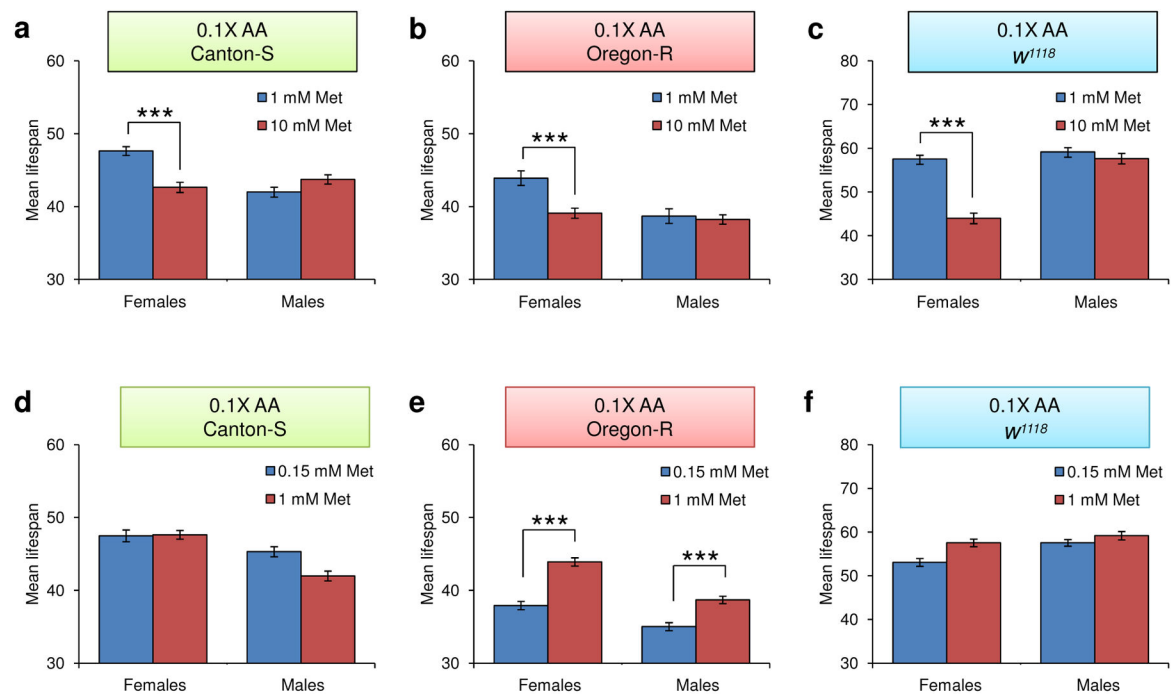 a
0.1X AA
Canton-S
60
50
40
30
Mean lifespan
1 mM Met
10 mM Met
***
Females
Males
b
0.1X AA
Oregon-R
60
50
40
30
Mean lifespan
1 mM Met
10 mM Met
***
Females
Males
c
0.1X AA
w1118
80
70
60
50
40
30
Mean lifespan
1 mM Met
10 mM Met
***
Females
Males
d
0.1X AA
Canton-S
60
50
40
30
Mean lifespan
0.15 mM Met
1 mM Met
Females
Males
e
0.1X AA
Oregon-R
60
50
40
30
Mean lifespan
0.15 mM Met
1 mM Met
***
***
Females
Males
f
0.1X AA
w1118
80
70
60
50
40
30
Mean lifespan
0.15 mM Met
1 mM Met
Females
Males